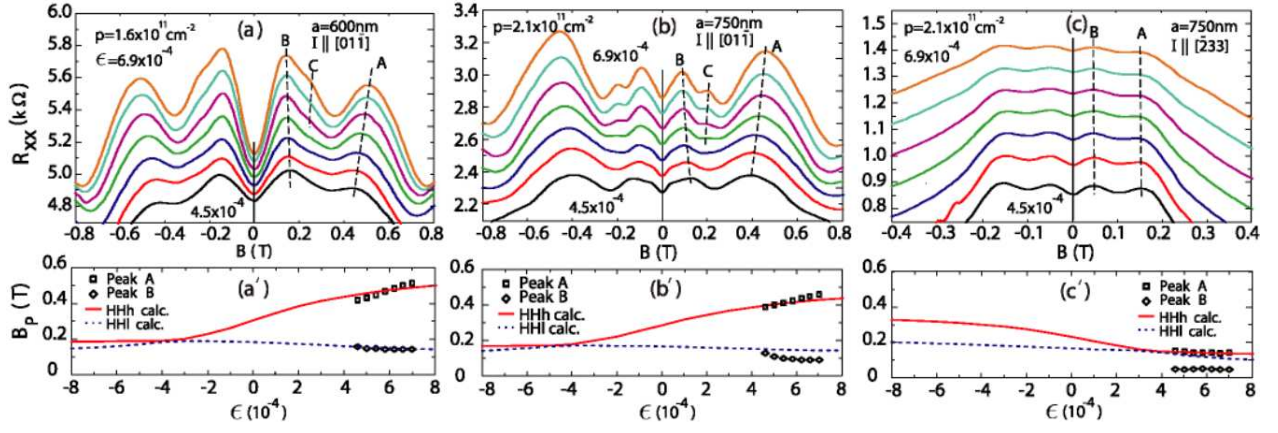 p=1.6x10¹¹cm⁻²
ϵ=6.9x10⁻⁴
(a)
a=600nm
I || [011̄]
B
C
A
4.5x10⁻⁴
5.8
5.6
5.4
5.2
5.0
4.8
R_XX (kΩ)
-0.8 -0.6 -0.4 -0.2 0 0.2 0.4 0.6 0.8
B (T)
p=2.1x10¹¹cm⁻²
(b)
a=750nm
I || [011̄]
6.9x10⁻⁴
B
C
A
4.5x10⁻⁴
3.4
3.2
3.0
2.8
2.6
2.4
2.2
-0.8 -0.6 -0.4 -0.2 0 0.2 0.4 0.6 0.8
B (T)
p=2.1x10¹¹cm⁻²
(c)
a=750nm
I || [2̄33]
6.9x10⁻⁴
B
A
4.5x10⁻⁴
1.5
1.4
1.3
1.2
1.1
1.0
0.9
0.8
-0.4 -0.3 -0.2 -0.1 0 0.1 0.2 0.3 0.4
B (T)
(a′)
Peak A
Peak B
HHh calc.
HHl calc.
0.6
0.4
0.2
0
B_P (T)
-8 -6 -4 -2 0 2 4 6 8
ϵ (10⁻⁴)
(b′)
Peak A
Peak B
HHh calc.
HHl calc.
0.6
0.4
0.2
0
-8 -6 -4 -2 0 2 4 6 8
ϵ (10⁻⁴)
(c′)
Peak A
Peak B
HHh calc.
HHl calc.
0.6
0.4
0.2
0
-8 -6 -4 -2 0 2 4 6 8
ϵ (10⁻⁴)